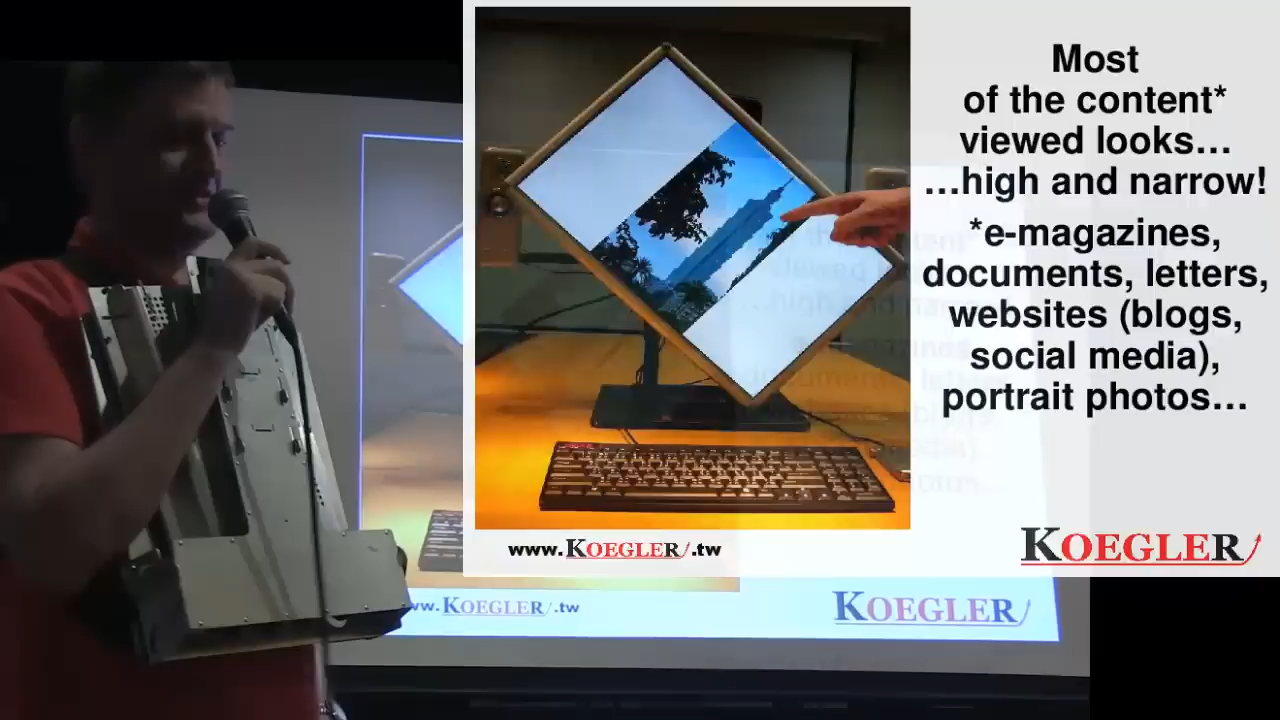 Most
of the content*
viewed looks…
…high and narrow!
*e-magazines,
documents, letters,
websites (blogs,
social media),
portrait photos…
www.KOEGLER/.tw
KOEGLER
www.KOEGLER/.tw
KOEGLER